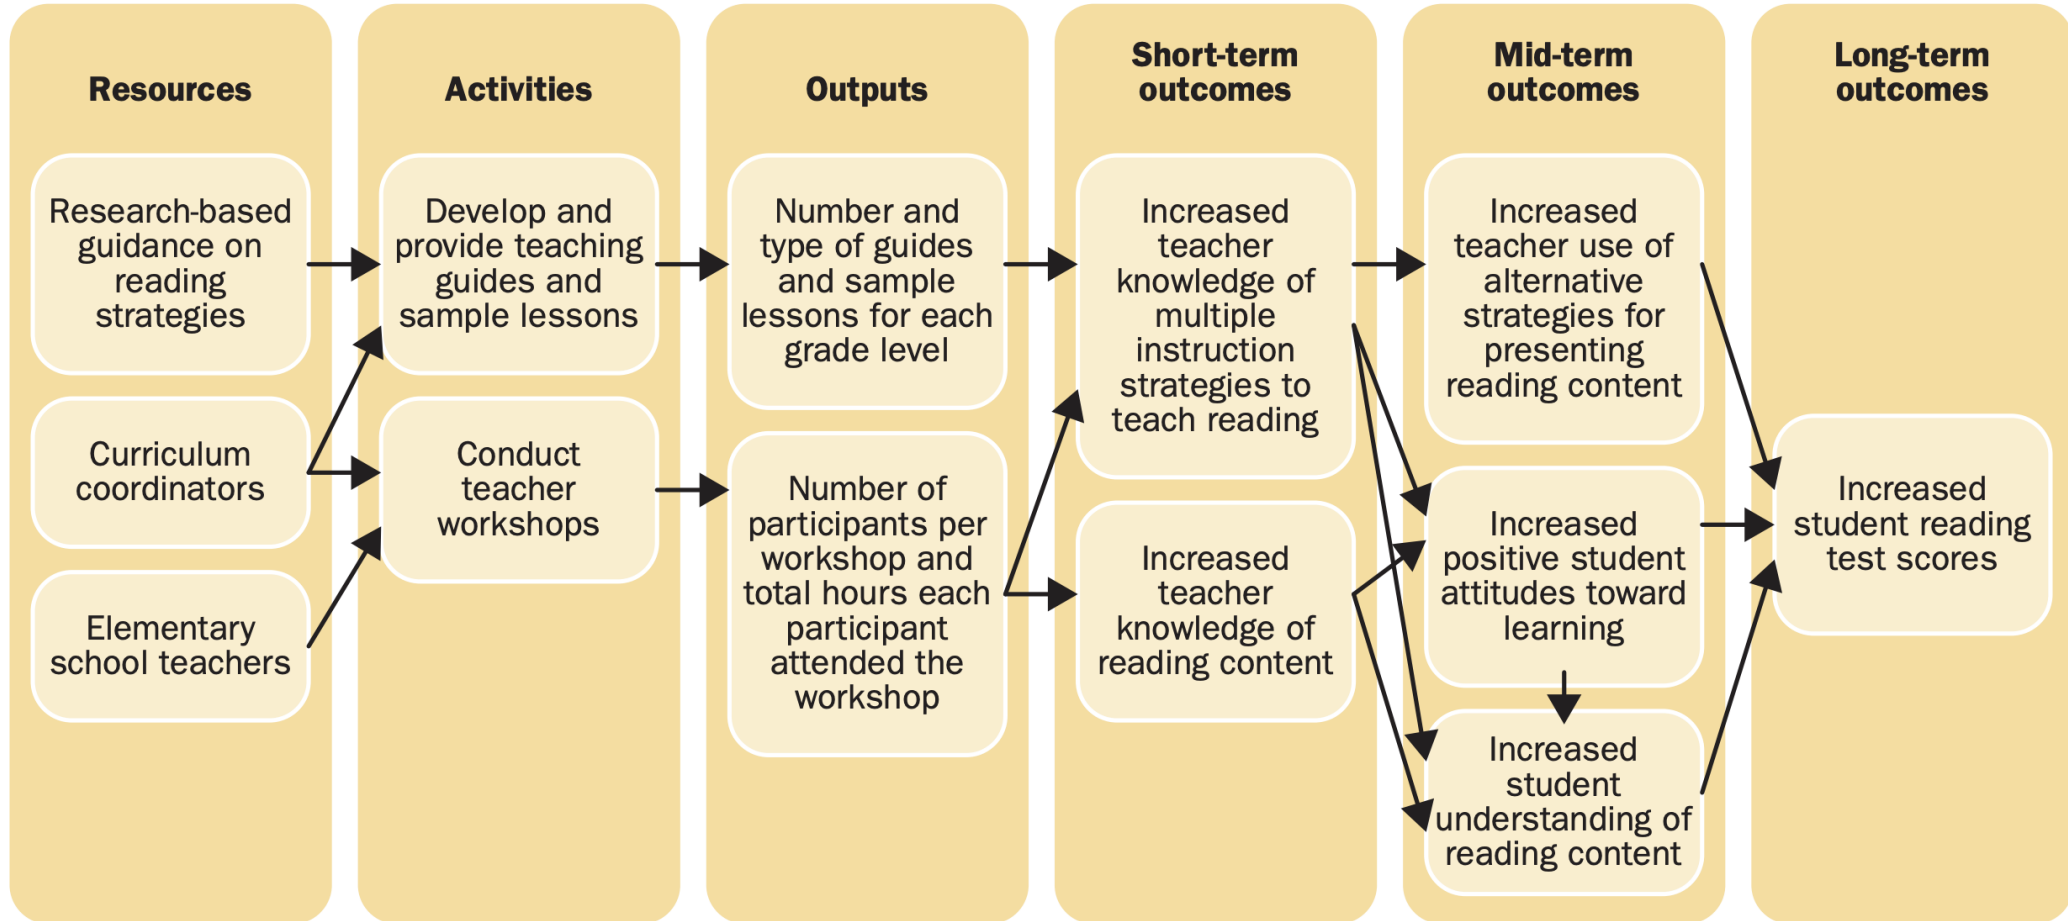 Resources
Research-based
guidance on
reading
strategies
Curriculum
coordinators
Elementary
school teachers
Activities
Develop and
provide teaching
guides and
sample lessons
Conduct
teacher
workshops
Outputs
Number and
type of guides
and sample
lessons for each
grade level
Number of
participants per
workshop and
total hours each
participant
attended the
workshop
Short-term
outcomes
Increased
teacher
knowledge of
multiple
instruction
strategies to
teach reading
Increased
teacher
knowledge of
reading content
Mid-term
outcomes
Increased
teacher use of
alternative
strategies for
presenting
reading content
Increased
positive student
attitudes toward
learning
Increased
student
understanding of
reading content
Long-term
outcomes
Increased
student reading
test scores